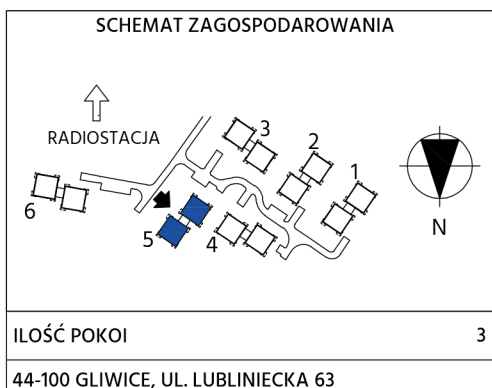 SCHEMAT ZAGOSPODAROWANIA
RADIOSTACJA
3
2
1
6
5
4
N
ILOŚĆ POKOI 3
44-100 GLIWICE, UL. LUBLINIECKA 63